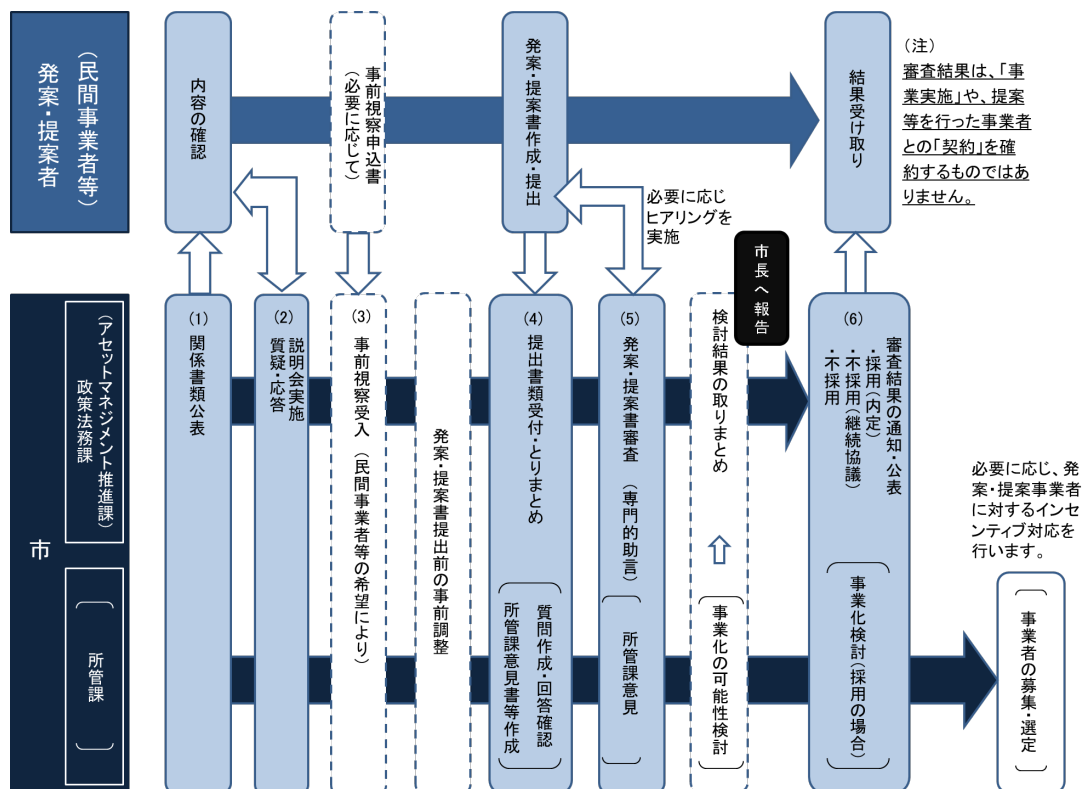 発案・提案者
（民間事業者等）
内容の確認
事前視察申込書
（必要に応じて）
発案・提案書作成・提出
結果受け取り
（注）
審査結果は、「事
業実施」や、提案
等を行った事業者
との「契約」を確
約するものではあ
りません。
必要に応じ
ヒアリングを
実施
市長へ報告
市
（アセットマネジメント推進課）
政策法務課
所管課
(1)
関係書類公表
(2)
説明会実施
質疑・応答
(3)
事前視察受入（民間事業者等の希望により）
発案・提案書提出前の事前調整
(4)
提出書類受付・とりまとめ
質問作成・回答確認
所管課意見書等作成
(5)
発案・提案書審査（専門的助言）
所管課意見
検討結果の取りまとめ
事業化の可能性検討
(6)
審査結果の通知・公表
・採用（内定）
・不採用（継続協議）
・不採用
事業化検討（採用の場合）
必要に応じ、発
案・提案事業者
に対するインセ
ンティブ対応を
行います。
事業者の募集・選定